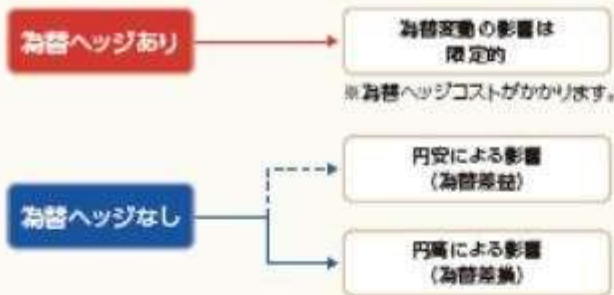 為替ヘッジあり
為替変動の影響は
限定的
※為替ヘッジコストがかかります。
円安による影響
（為替差益）
為替ヘッジなし
円高による影響
（為替差損）